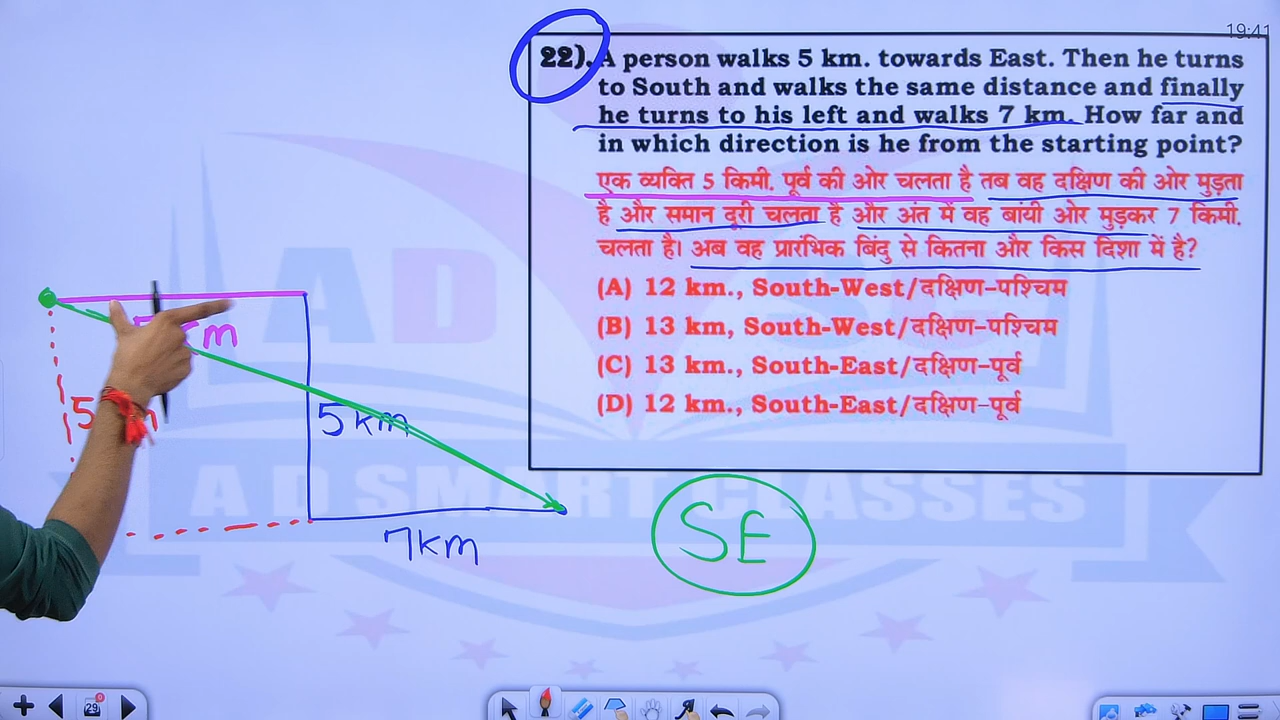 19:41
22). A person walks 5 km. towards East. Then he turns
to South and walks the same distance and finally
he turns to his left and walks 7 km. How far and
in which direction is he from the starting point?
एक व्यक्ति 5 किमी. पूर्व की ओर चलता है तब वह दक्षिण की ओर मुड़ता
है और समान दूरी चलता है और अंत में वह बांयी ओर मुड़कर 7 किमी.
चलता है। अब वह प्रारंभिक बिंदु से कितना और किस दिशा में है?
(A) 12 km., South-West/दक्षिण-पश्चिम
(B) 13 km, South-West/दक्षिण-पश्चिम
(C) 13 km., South-East/दक्षिण-पूर्व
(D) 12 km., South-East/दक्षिण-पूर्व
5km
7km
SE
A D SMART CLASSES
29